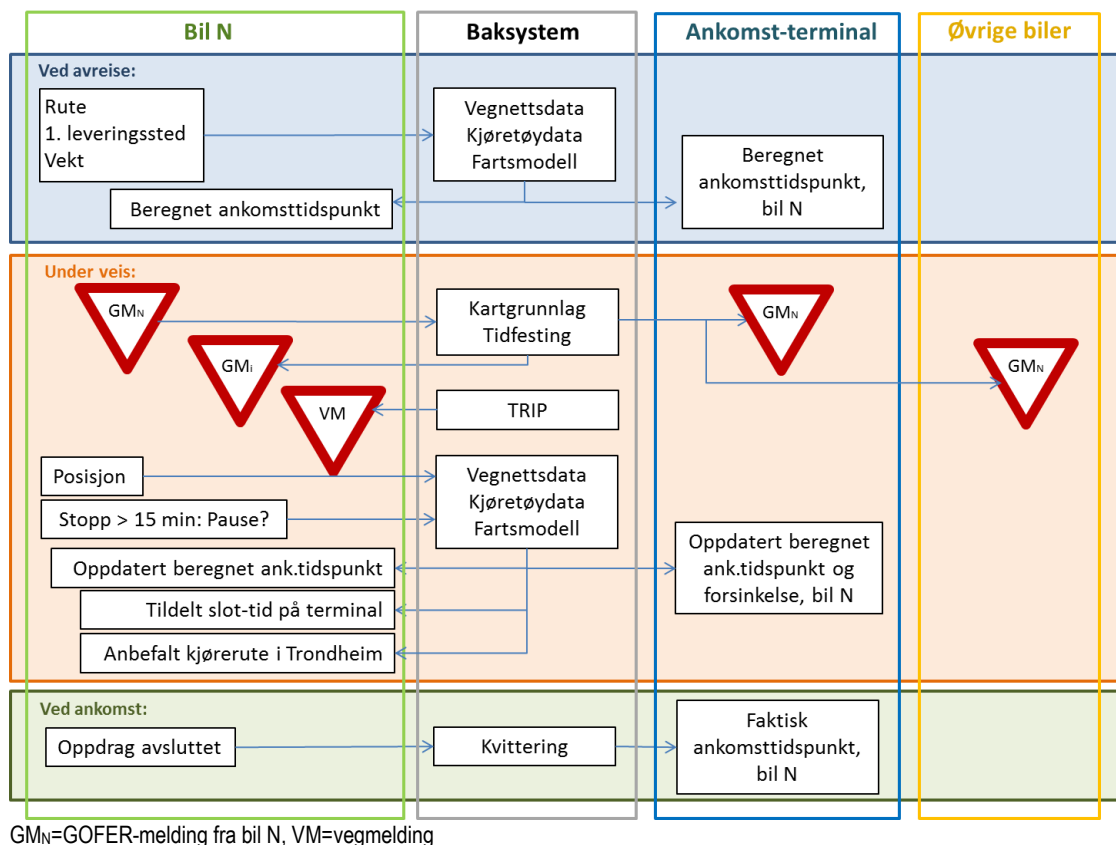 Bil N
Baksystem
Ankomst-terminal
Øvrige biler
Ved avreise:
Rute
1. leveringssted
Vekt
Vegnettsdata
Kjøretøydata
Fartsmodell
Beregnet
ankomsttidspunkt,
bil N
Beregnet ankomsttidspunkt
Under veis:
GMN
Kartgrunnlag
Tidfesting
GMN
GMi
GMN
VM
TRIP
Posisjon
Vegnettsdata
Kjøretøydata
Fartsmodell
Stopp > 15 min: Pause?
Oppdatert beregnet ank.tidspunkt
Oppdatert beregnet
ank.tidspunkt og
forsinkelse, bil N
Tildelt slot-tid på terminal
Anbefalt kjørerute i Trondheim
Ved ankomst:
Oppdrag avsluttet
Kvittering
Faktisk
ankomsttidspunkt,
bil N
GMN=GOFER-melding fra bil N, VM=vegmelding